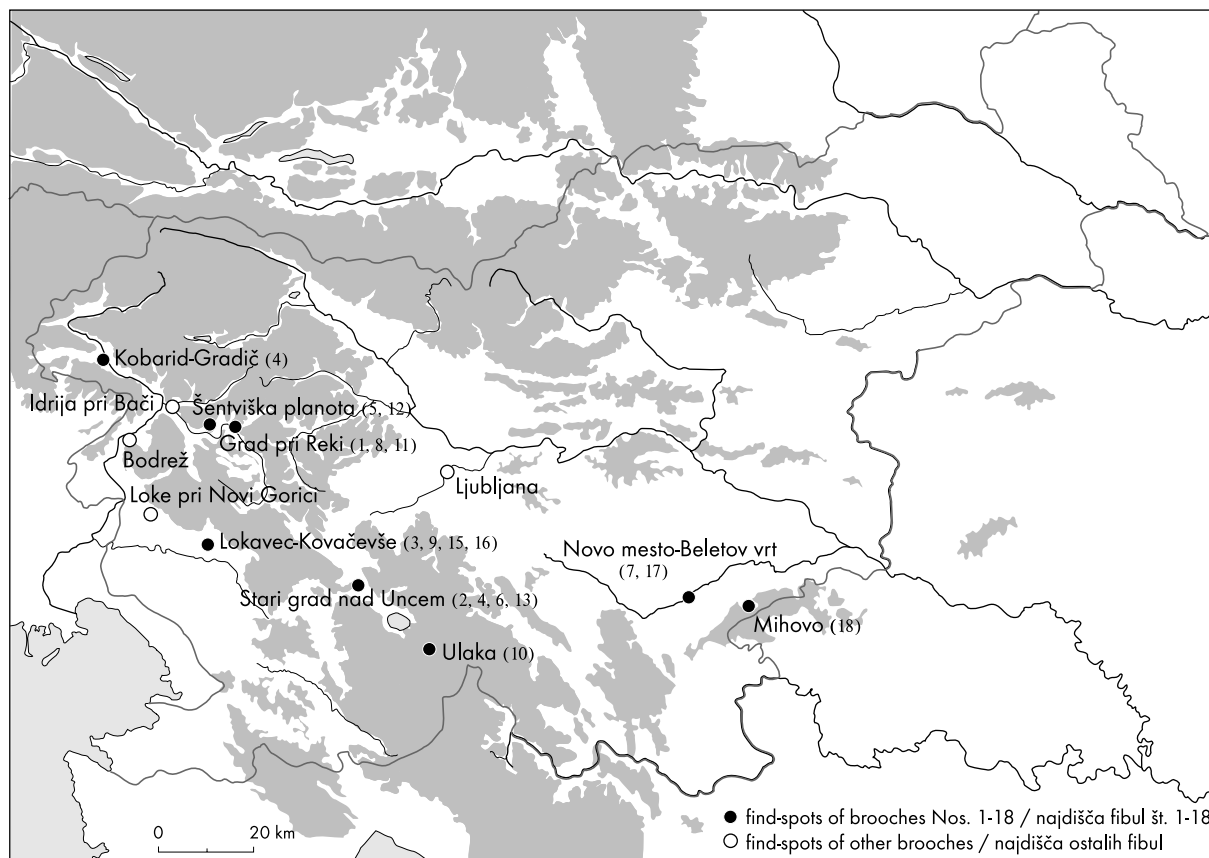 Kobarid-Gradič (4)
Idrija pri Bači
Šentviška planota (5, 12)
Grad pri Reki (1, 8, 11)
Bodrež
Ljubljana
Loke pri Novi Gorici
Lokavec-Kovačevše (3, 9, 15, 16)
Novo mesto-Beletov vrt
(7, 17)
Stari grad nad Uncem (2, 4, 6, 13)
Mihovo (18)
Ulaka (10)
0 20 km
find-spots of brooches Nos. 1-18 / najdišča fibul št. 1-18
find-spots of other brooches / najdišča ostalih fibul